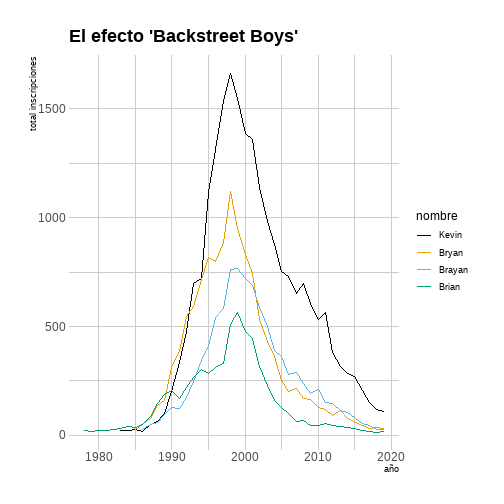 El efecto 'Backstreet Boys'
total inscripciones
1500
1000
500
0
1980 1990 2000 2010 2020
año
nombre
Kevin
Bryan
Brayan
Brian